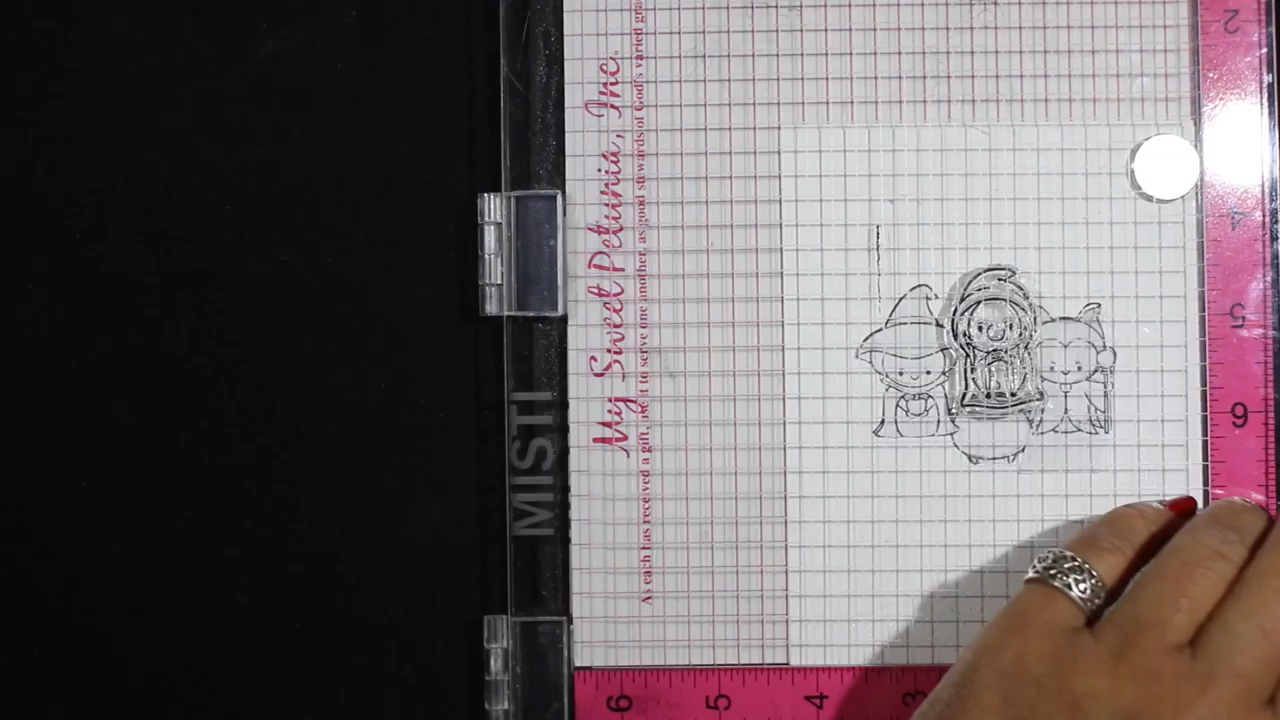 My Sweet Petunia, Inc.
As each has received a gift, use it to serve one another, as good stewards of God's varied
MISTI
2
4
5
6
6
5
4
3